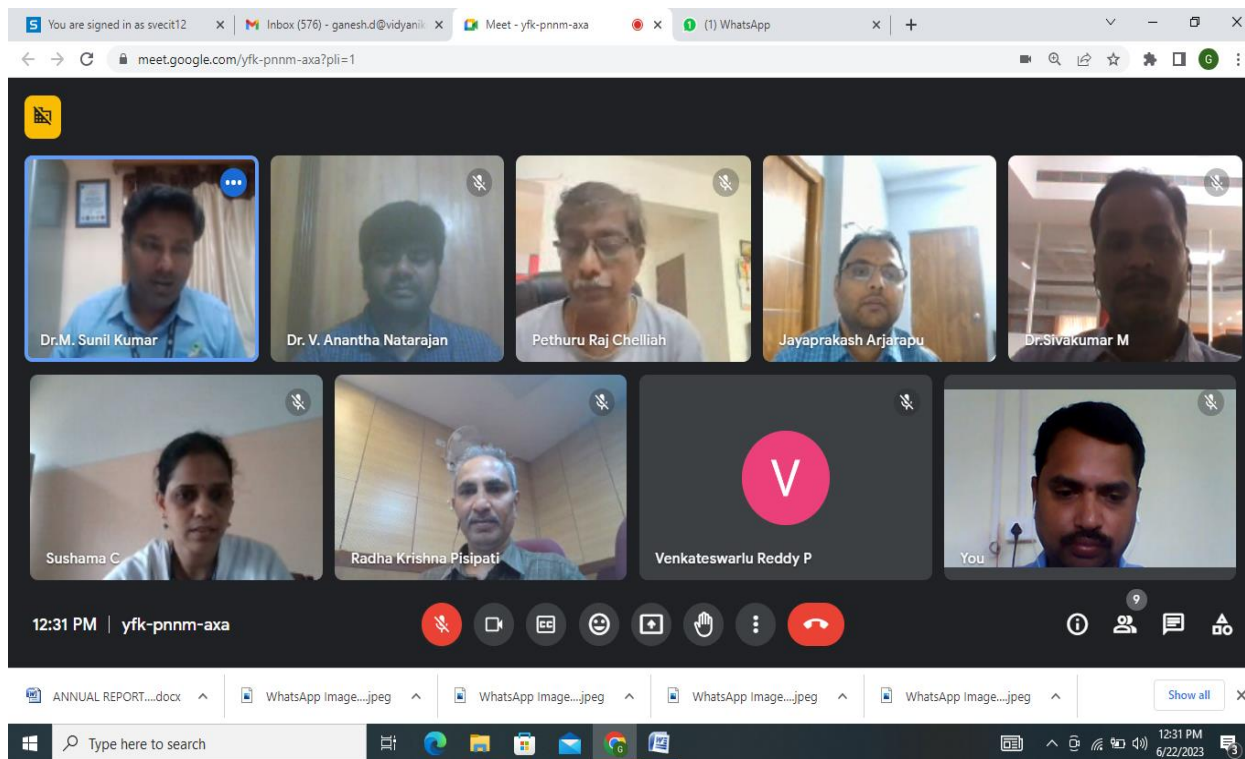 You are signed in as svecit12
Inbox (576) - ganesh.d@vidyanik
Meet - yfk-pnnm-axa
1
(1) WhatsApp
meet.google.com/yfk-pnnm-axa?pli=1
G
Dr.M. Sunil Kumar
Dr. V. Anantha Natarajan
Pethuru Raj Chelliah
Jayaprakash Arjarapu
Dr.Sivakumar M
Sushama C
Radha Krishna Pisipati
V
Venkateswarlu Reddy P
You
12:31 PM | yfk-pnnm-axa
CC
9
ANNUAL REPORT....docx
WhatsApp Image....jpeg
WhatsApp Image....jpeg
WhatsApp Image....jpeg
WhatsApp Image....jpeg
Show all
Type here to search
12:31 PM
6/22/2023
3